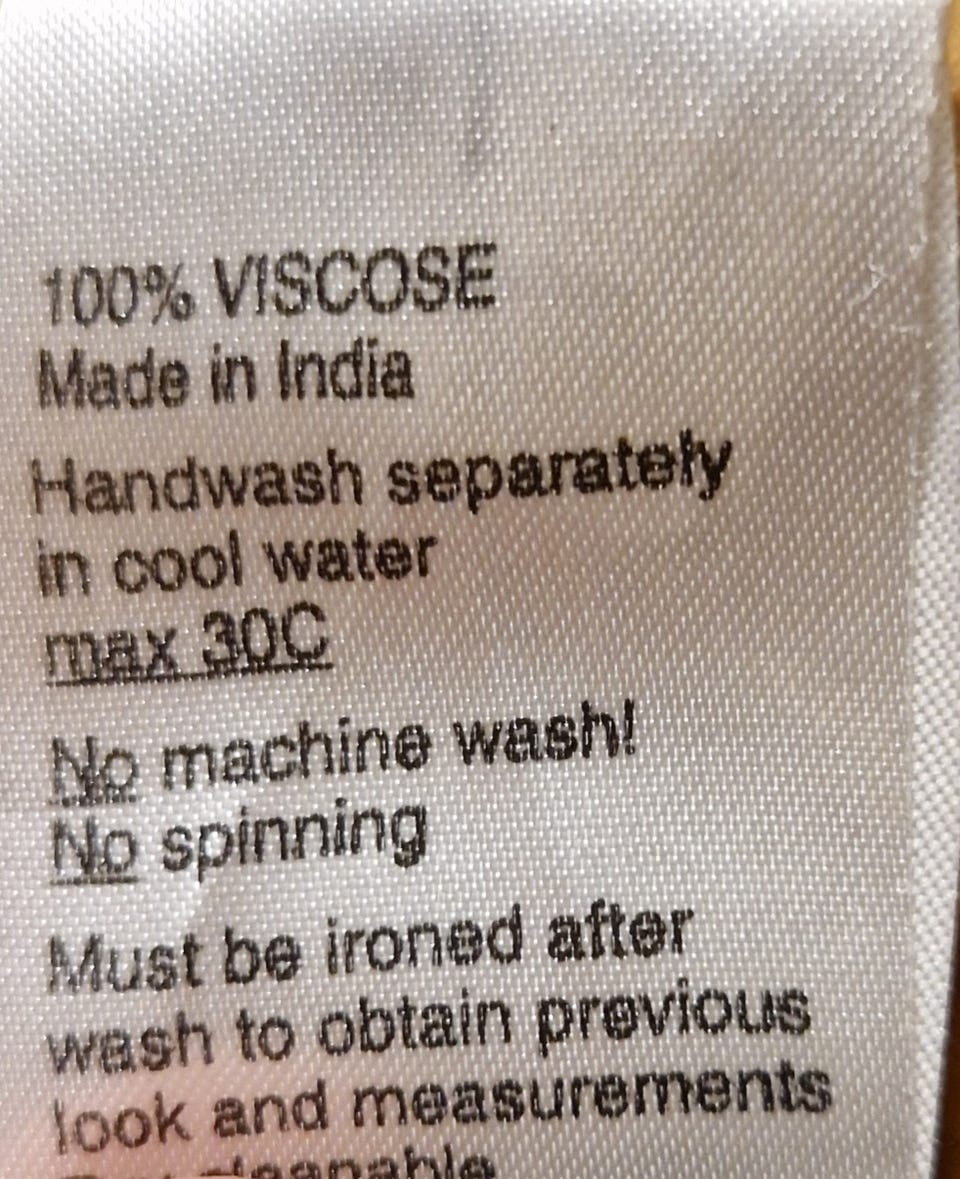 100% VISCOSE
Made in India
Handwash separately
in cool water
max 30C
No machine wash!
No spinning
Must be ironed after
wash to obtain previous
look and measurements
cleanable